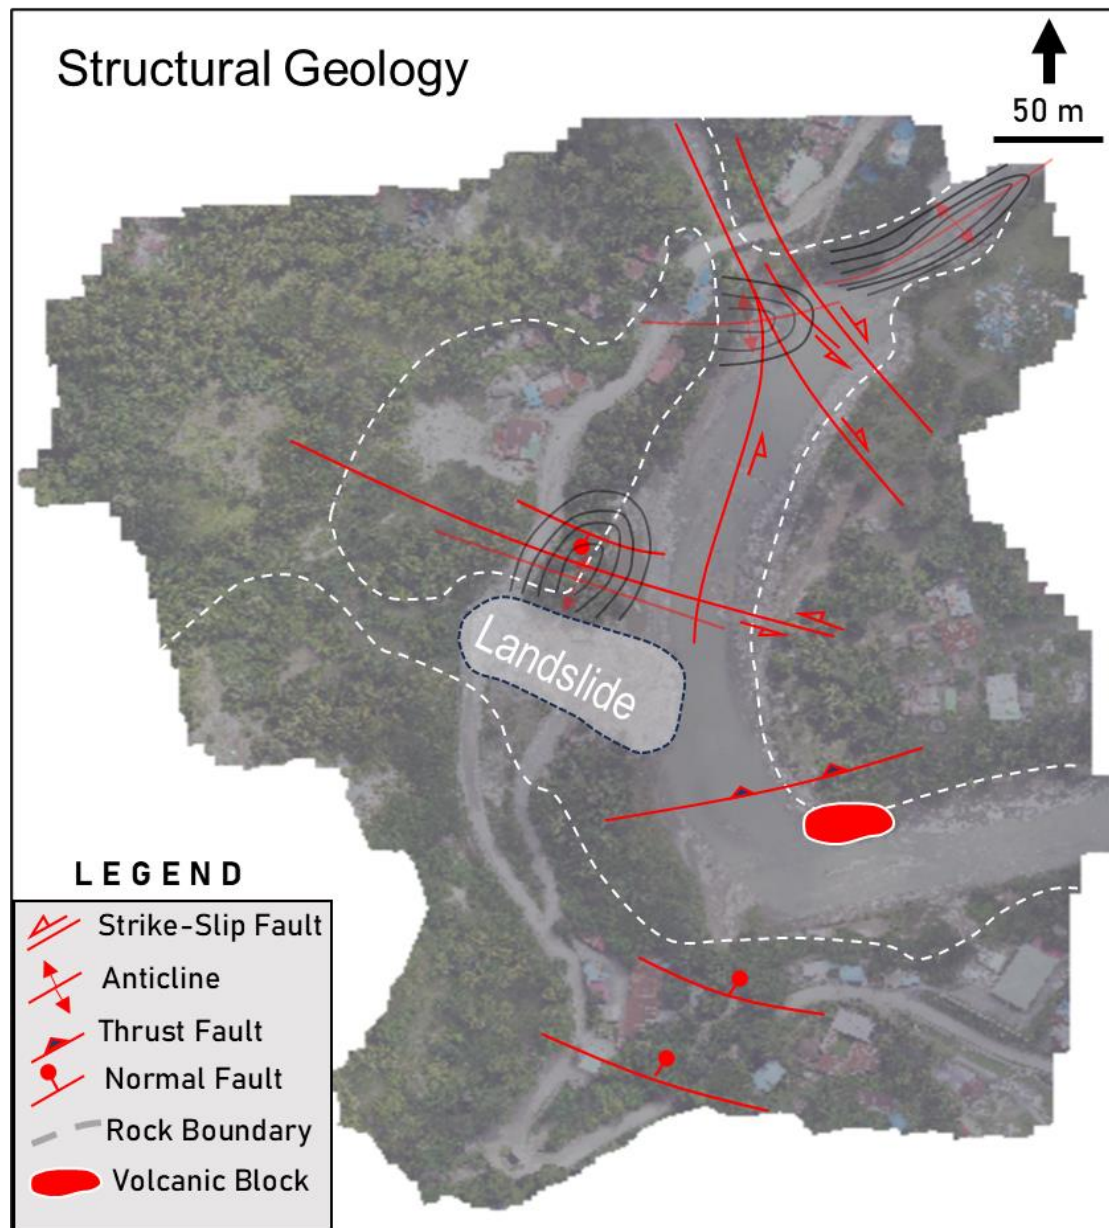 Structural Geology
50 m
Landslide
LEGEND
Strike-Slip Fault
Anticline
Thrust Fault
Normal Fault
Rock Boundary
Volcanic Block